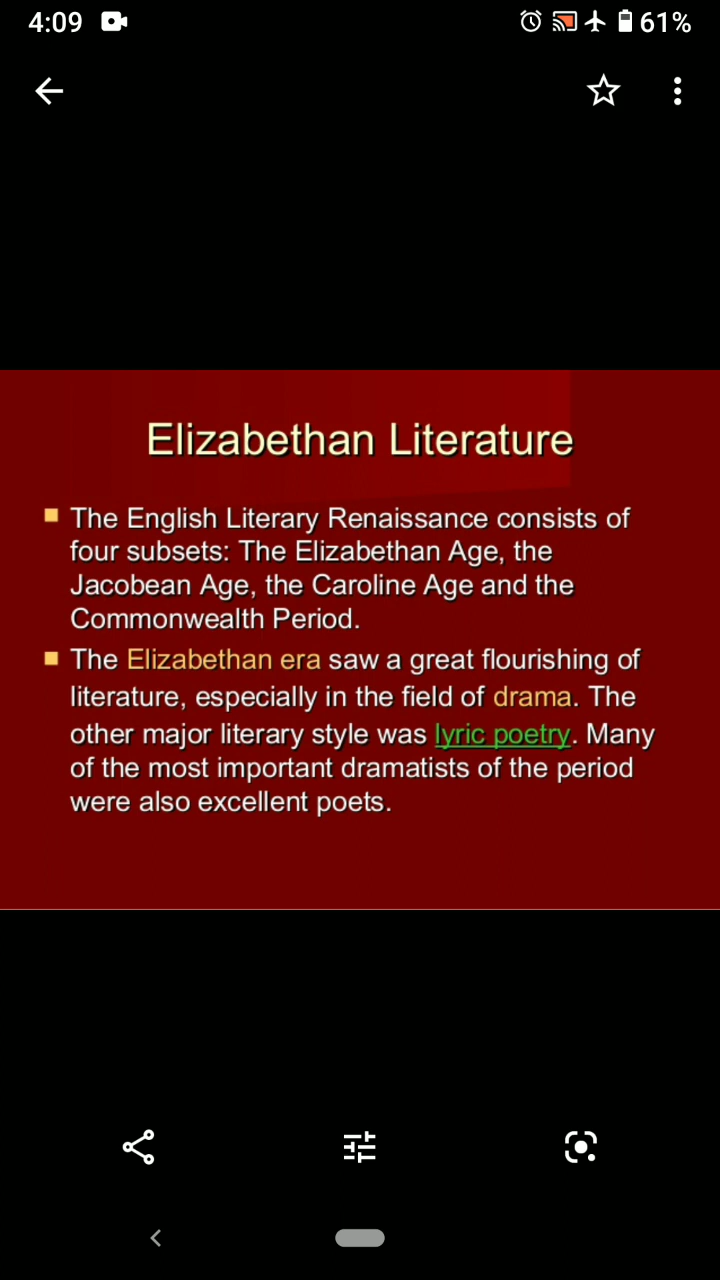 4:09
61%
Elizabethan Literature
The English Literary Renaissance consists of
four subsets: The Elizabethan Age, the
Jacobean Age, the Caroline Age and the
Commonwealth Period.
The Elizabethan era saw a great flourishing of
literature, especially in the field of drama. The
other major literary style was lyric poetry. Many
of the most important dramatists of the period
were also excellent poets.